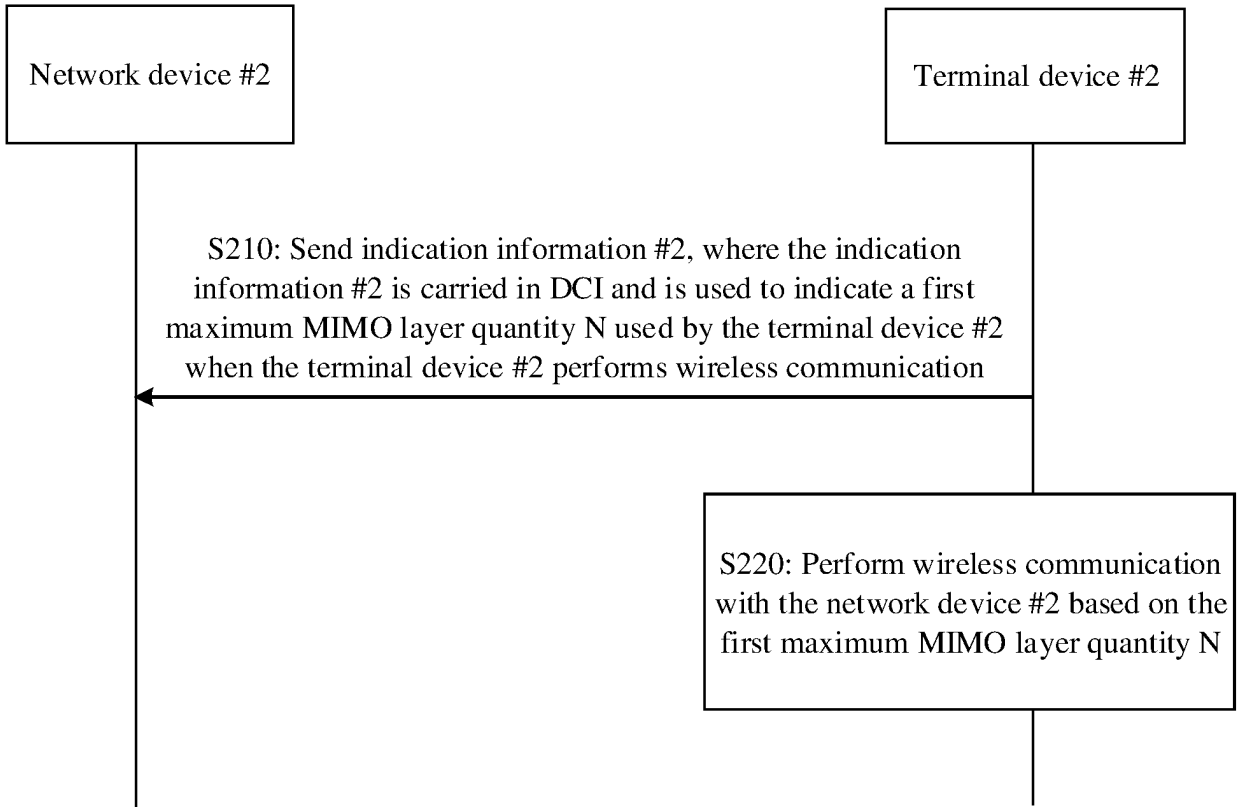 Network device #2
Terminal device #2
S210: Send indication information #2, where the indication
information #2 is carried in DCI and is used to indicate a first
maximum MIMO layer quantity N used by the terminal device #2
when the terminal device #2 performs wireless communication
S220: Perform wireless communication
with the network device #2 based on the
first maximum MIMO layer quantity N